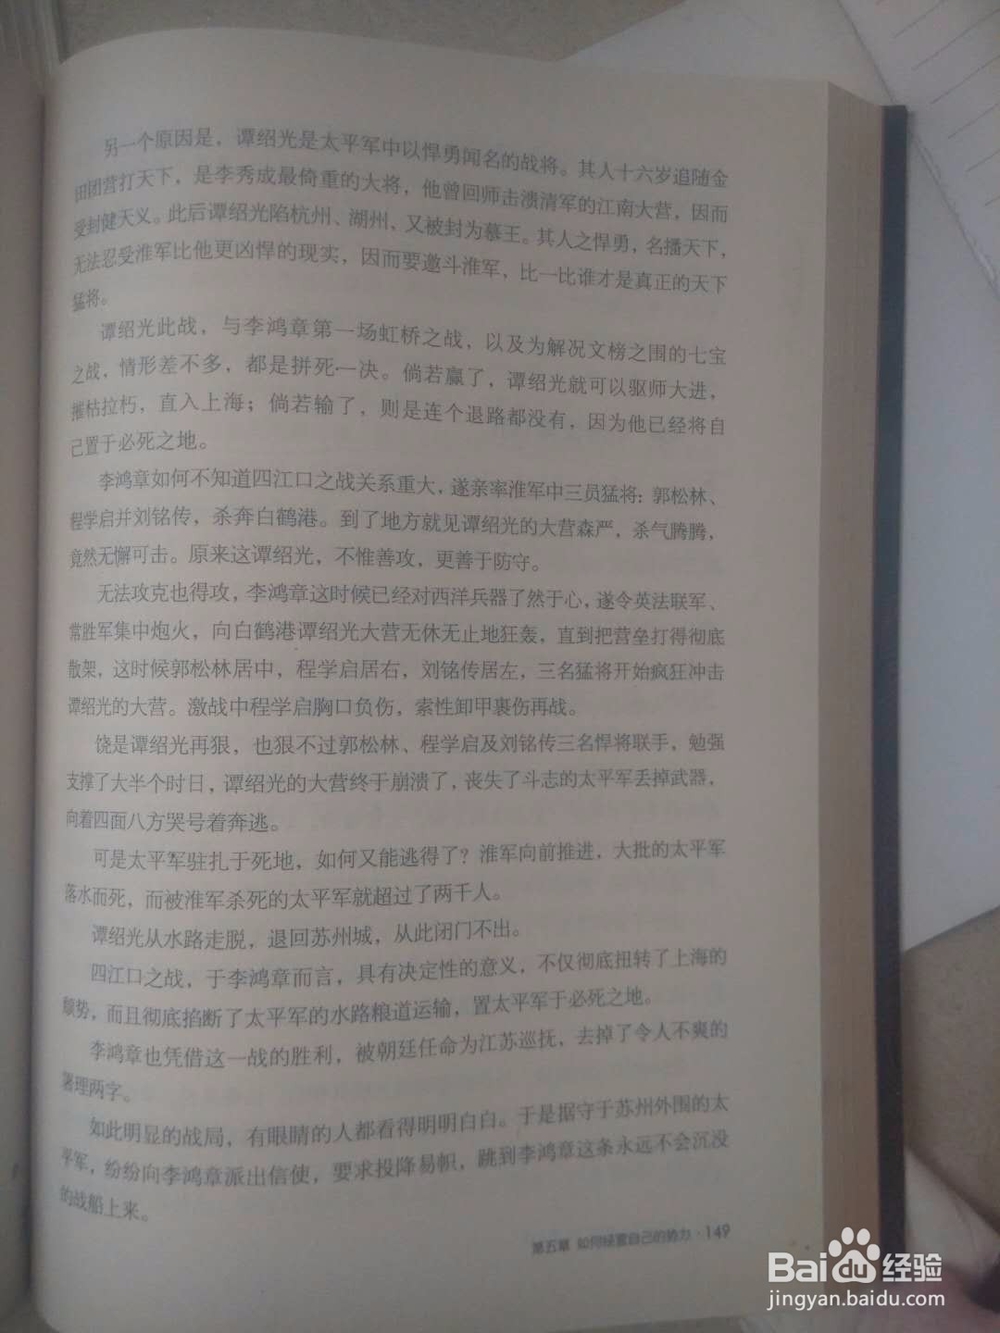 另一个原因是，谭绍光是太平军中以悍勇闻名的战将。其人十六岁追随金
田团营打天下，是李秀成最倚重的大将，他曾回师击溃清军的江南大营，因而
受封健天义。此后谭绍光陷杭州、湖州，又被封为慕王。其人之悍勇，名播天下，
无法忍受淮军比他更凶悍的现实，因而要邀斗淮军，比一比谁才是真正的天下
猛将。
谭绍光此战，与李鸿章第一场虹桥之战，以及为解况文榜之围的七宝
之战，情形差不多，都是拼死一决。倘若赢了，谭绍光就可以驱师大进，
摧枯拉朽，直入上海；倘若输了，则是连个退路都没有，因为他已经将自
己置于必死之地。
李鸿章如何不知道四江口之战关系重大，遂亲率淮军中三员猛将：郭松林、
程学启并刘铭传，杀奔白鹤港。到了地方就见谭绍光的大营森严，杀气腾腾，
竟然无懈可击。原来这谭绍光，不惟善攻，更善于防守。
无法攻克也得攻，李鸿章这时候已经对西洋兵器了然于心，遂令英法联军、
常胜军集中炮火，向白鹤港谭绍光大营无休无止地狂轰，直到把营垒打得彻底
散架，这时候郭松林居中，程学启居右，刘铭传居左，三名猛将开始疯狂冲击
谭绍光的大营。激战中程学启胸口负伤，索性卸甲裹伤再战。
饶是谭绍光再狠，也狠不过郭松林、程学启及刘铭传三名悍将联手，勉强
支撑了大半个时日，谭绍光的大营终于崩溃了，丧失了斗志的太平军丢掉武器，
向着四面八方哭号着奔逃。
可是太平军驻扎于死地，如何又能逃得了？淮军向前推进，大批的太平军
落水而死，而被淮军杀死的太平军就超过了两千人。
谭绍光从水路走脱，退回苏州城，从此闭门不出。
四江口之战，于李鸿章而言，具有决定性的意义，不仅彻底扭转了上海的
颓势，而且彻底掐断了太平军的水路粮道运输，置太平军于必死之地。
李鸿章也凭借这一战的胜利，被朝廷任命为江苏巡抚，去掉了令人不爽的
署理两字。
如此明显的战局，有眼睛的人都看得明明白白。于是据守于苏州外围的太
平军，纷纷向李鸿章派出信使，要求投降易帜，跳到李鸿章这条永远不会沉没
的战船上来。
第五章 如何经营自己的势力·149
Bai du 经验
jingyan.baidu.com